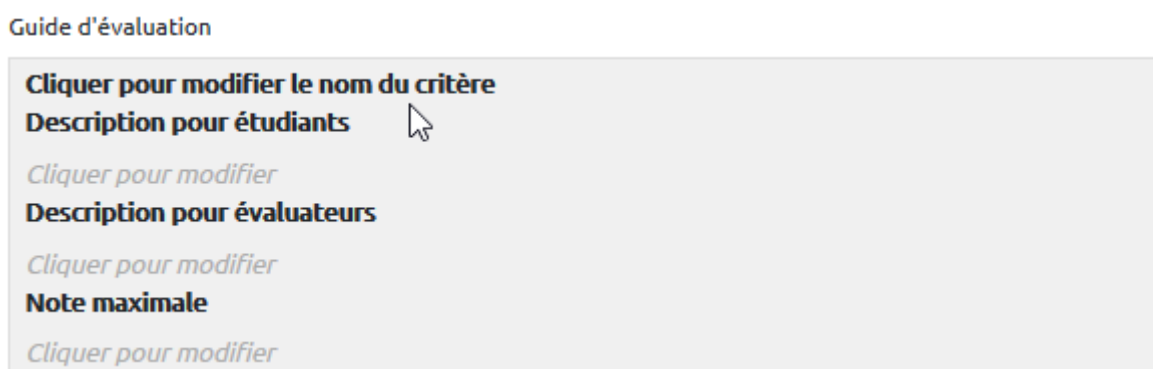 Guide d'évaluation
Cliquer pour modifier le nom du critère
Description pour étudiants
Cliquer pour modifier
Description pour évaluateurs
Cliquer pour modifier
Note maximale
Cliquer pour modifier